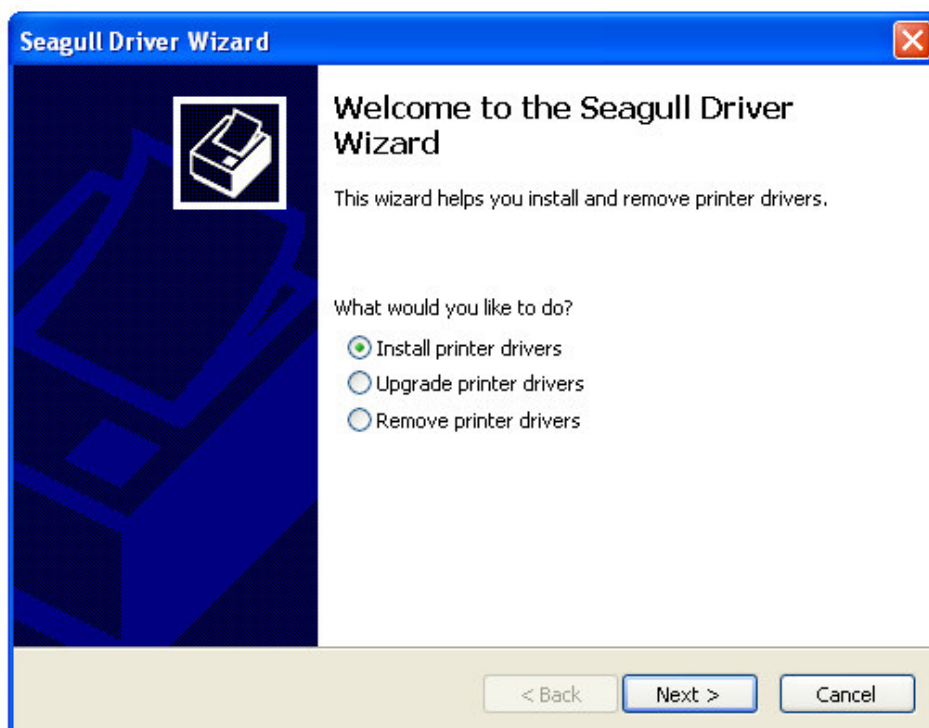 Seagull Driver Wizard
Welcome to the Seagull Driver
Wizard
This wizard helps you install and remove printer drivers.
What would you like to do?
Install printer drivers
Upgrade printer drivers
Remove printer drivers
< Back
Next >
Cancel